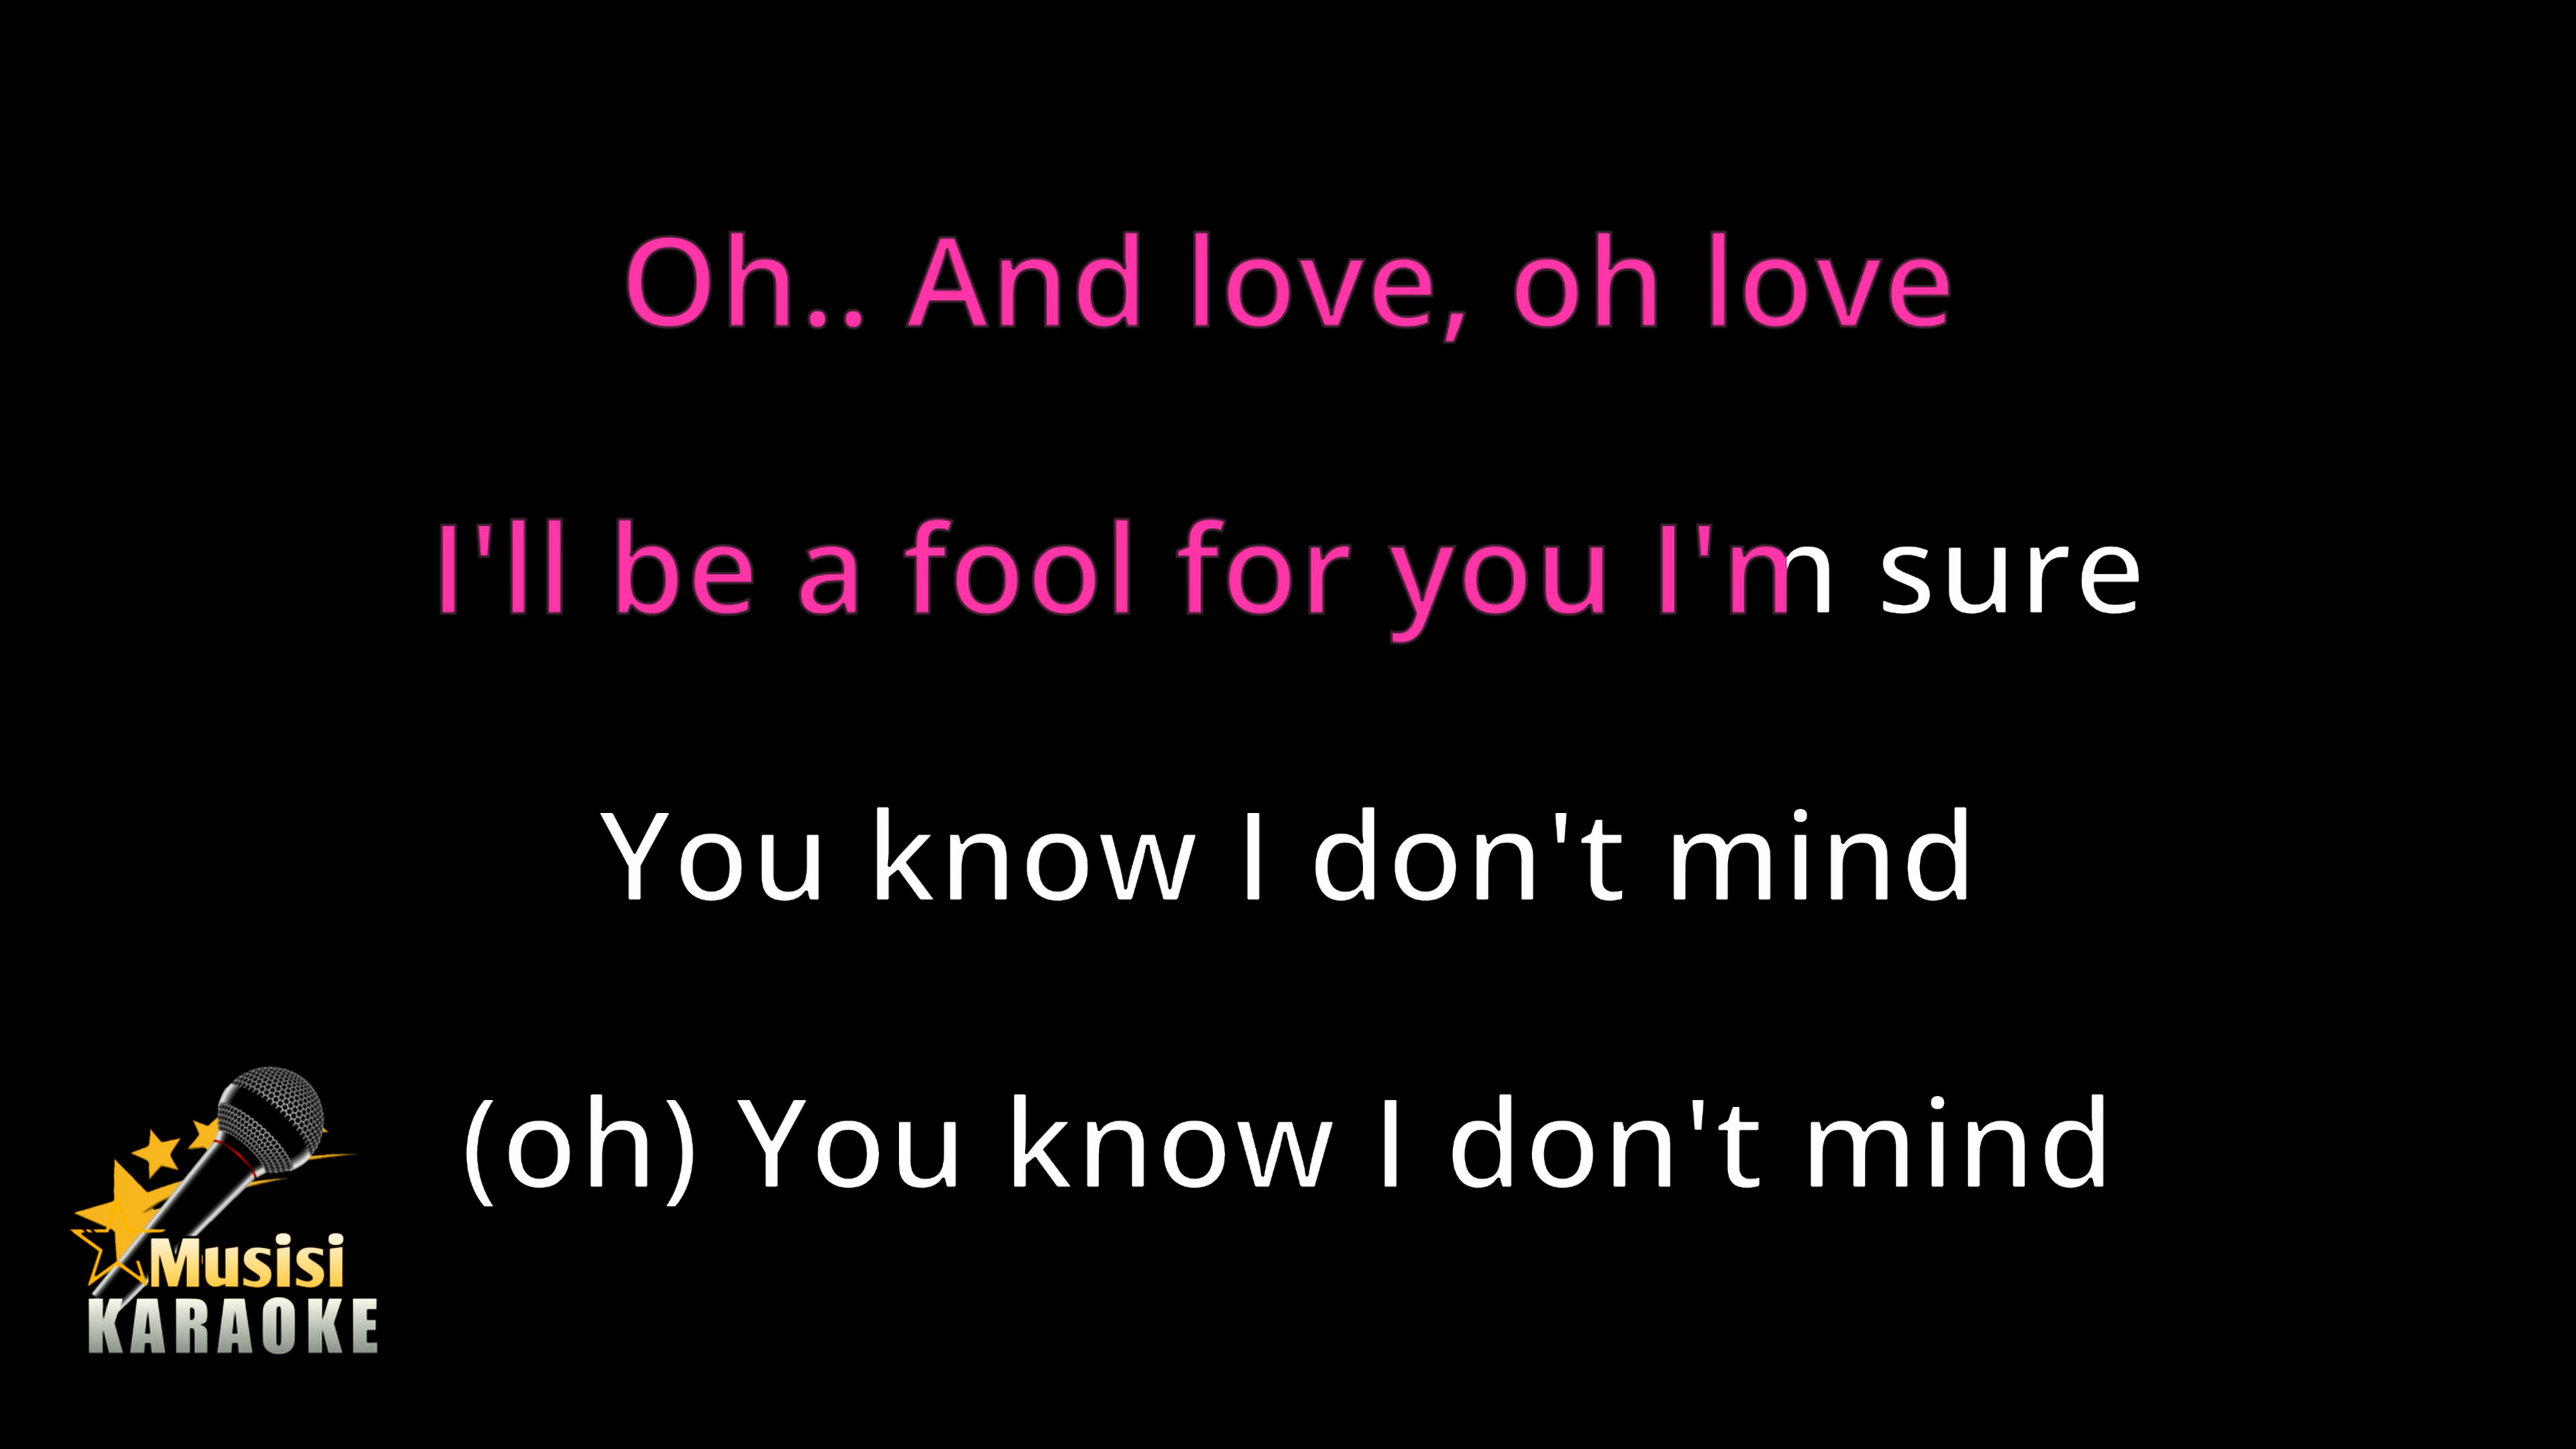 Oh.. And love, oh love
I'll be a fool for you I'm sure
You know I don't mind
(oh) You know I don't mind
Musisi
KARAOKE